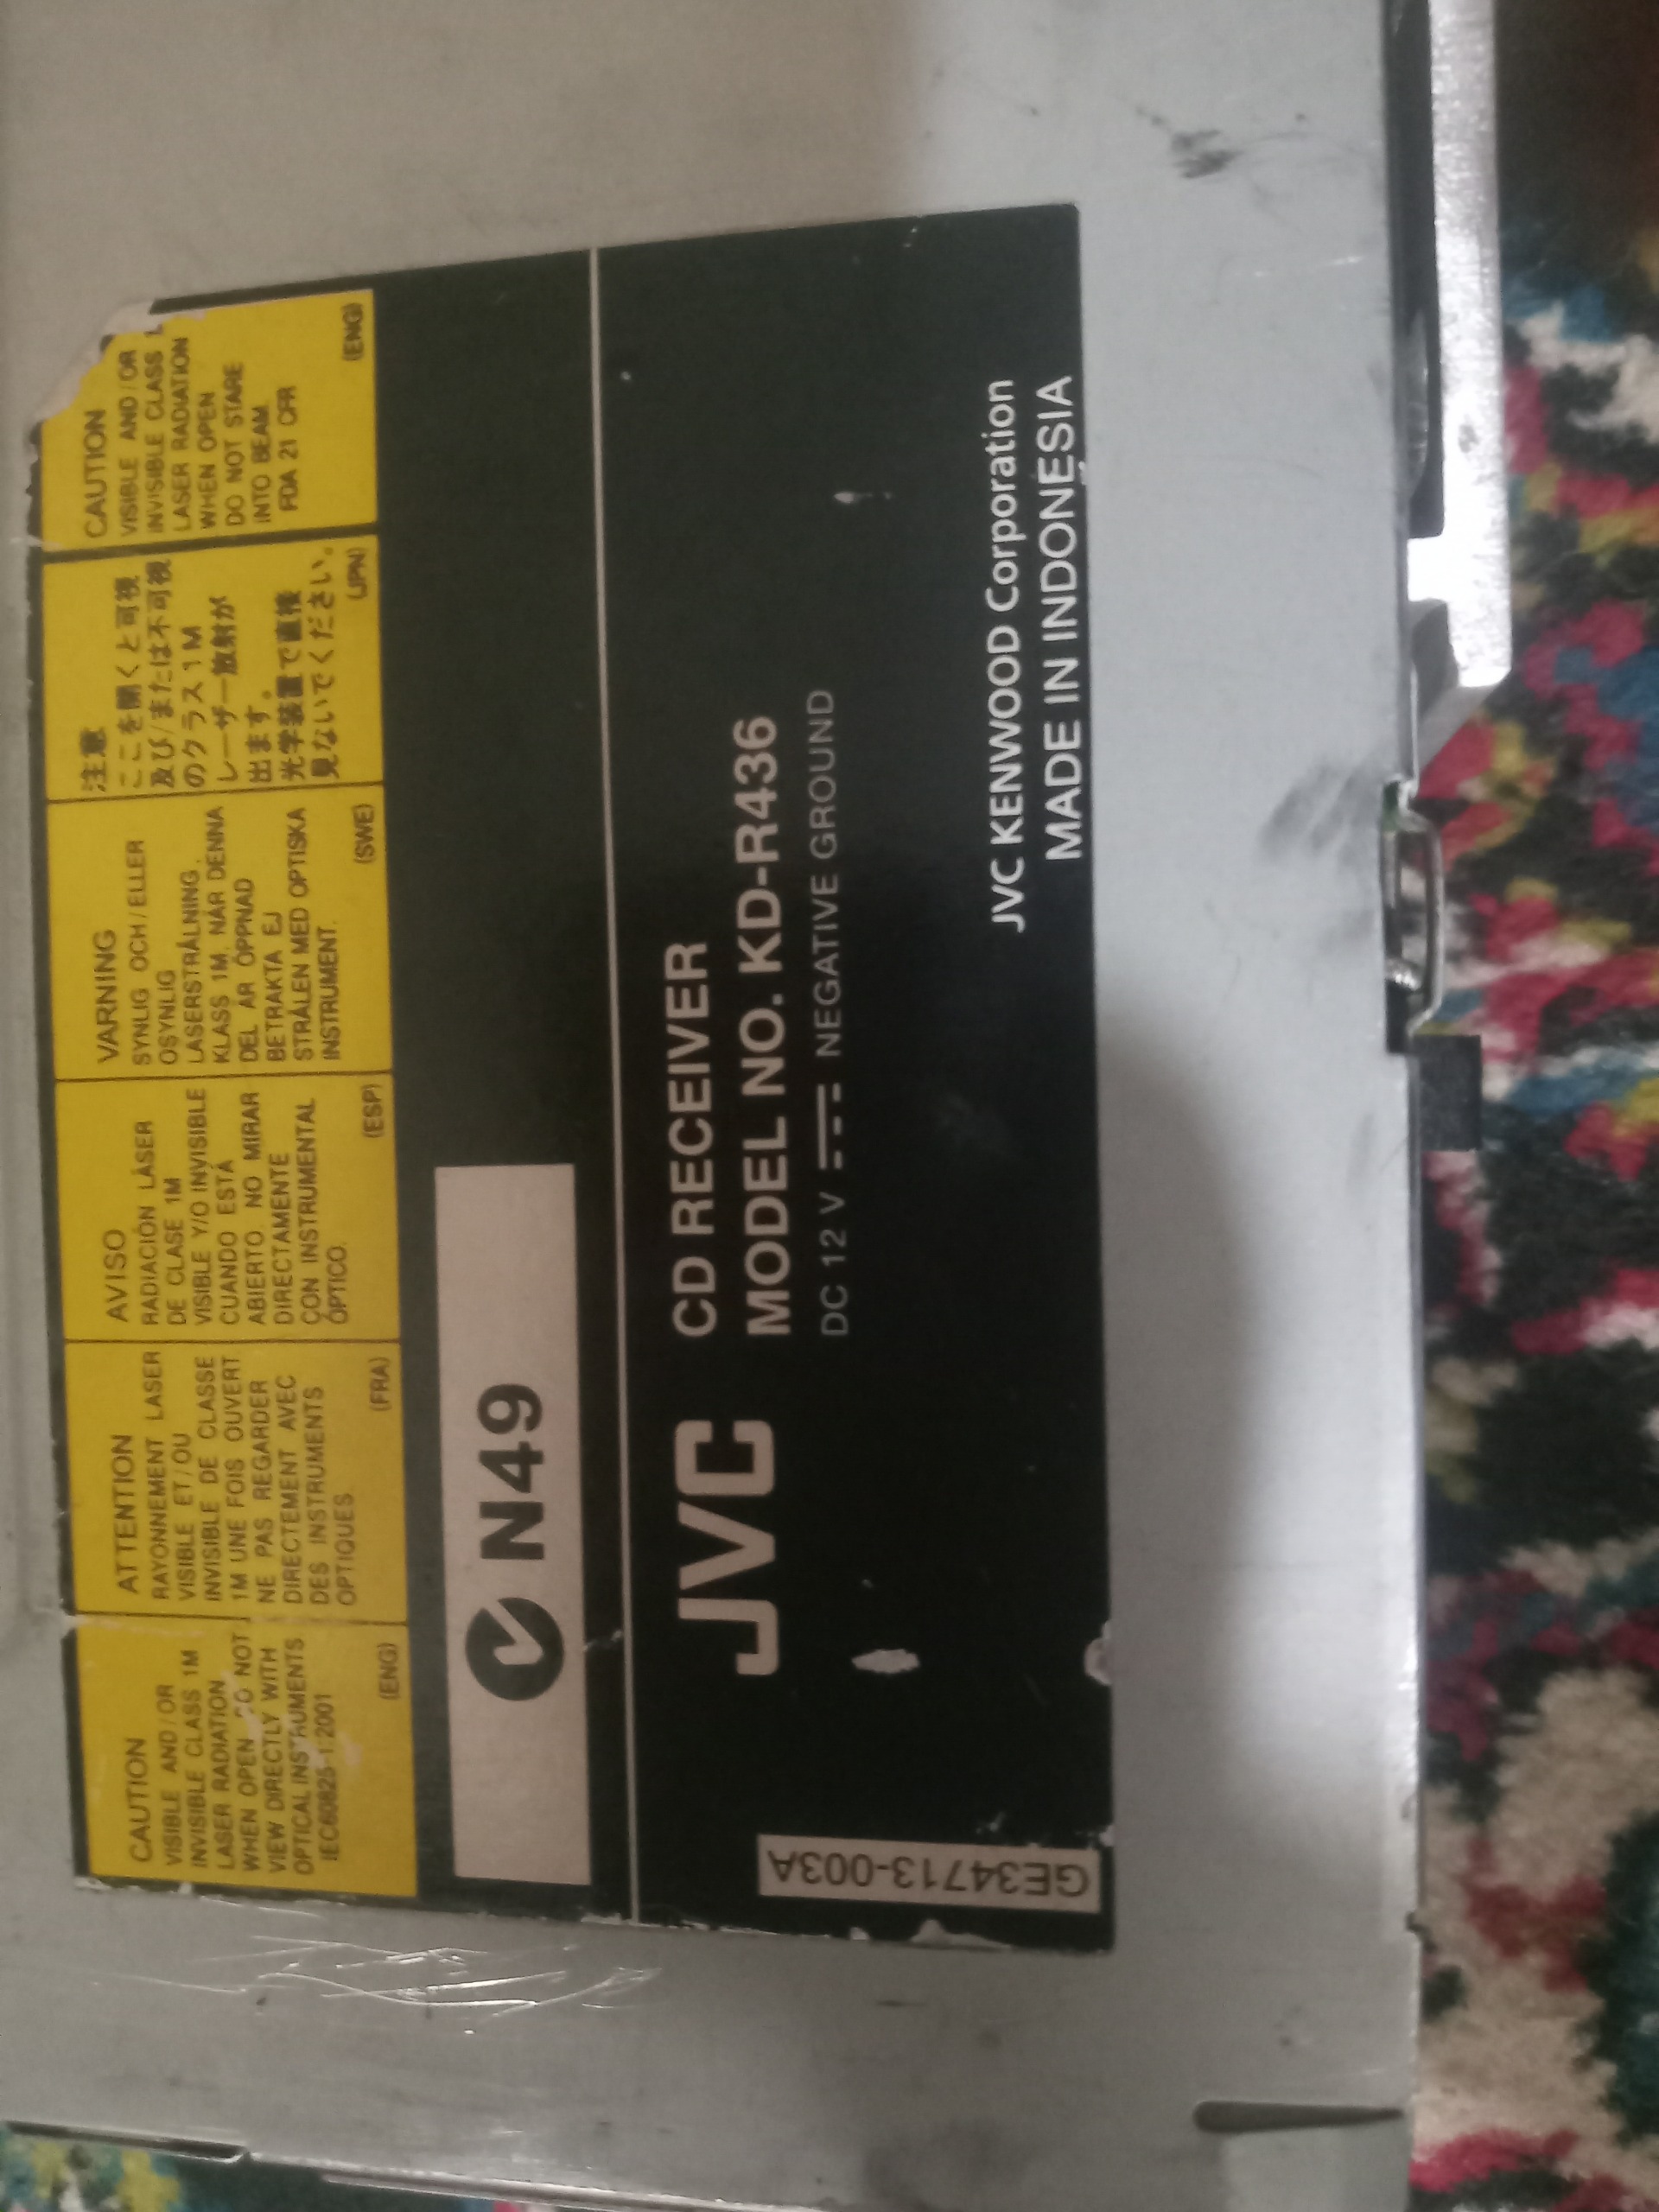 CAUTION
VISIBLE AND/OR
INVISIBLE CLASS 1M
LASER RADIATION
WHEN OPEN. DO NOT
VIEW DIRECTLY WITH
OPTICAL INSTRUMENTS
IEC60825-1:2001
(ENG)
ATTENTION
RAYONNEMENT LASER
VISIBLE ET/OU
INVISIBLE DE CLASSE
1M UNE FOIS OUVERT
NE PAS REGARDER
DIRECTEMENT AVEC
DES INSTRUMENTS
OPTIQUES.
(FRA)
AVISO
RADIACIÓN LÁSER
DE CLASE 1M
VISIBLE Y/O INVISIBLE
CUANDO ESTÁ
ABIERTO. NO MIRAR
DIRECTAMENTE
CON INSTRUMENTAL
ÓPTICO.
(ESP)
VARNING
SYNLIG OCH/ELLER
OSYNLIG
LASERSTRÅLNING.
KLASS 1M. NÄR DENNA
DEL ÄR ÖPPNAD
BETRAKTA EJ
STRÅLEN MED OPTISKA
INSTRUMENT.
(SWE)
注意
ここを開くと可視
及び/または不可視
のクラス1M
レーザー放射が
出ます。
光学装置で直接
見ないでください。
(JPN)
CAUTION
VISIBLE AND/OR
INVISIBLE CLASS
LASER RADIATION
WHEN OPEN
DO NOT STARE
INTO BEAM.
FDA 21 CFR
(ENG)
N49
JVC
CD RECEIVER
MODEL NO. KD-R436
DC 12 V NEGATIVE GROUND
JVC KENWOOD Corporation
MADE IN INDONESIA
GE34713-003A